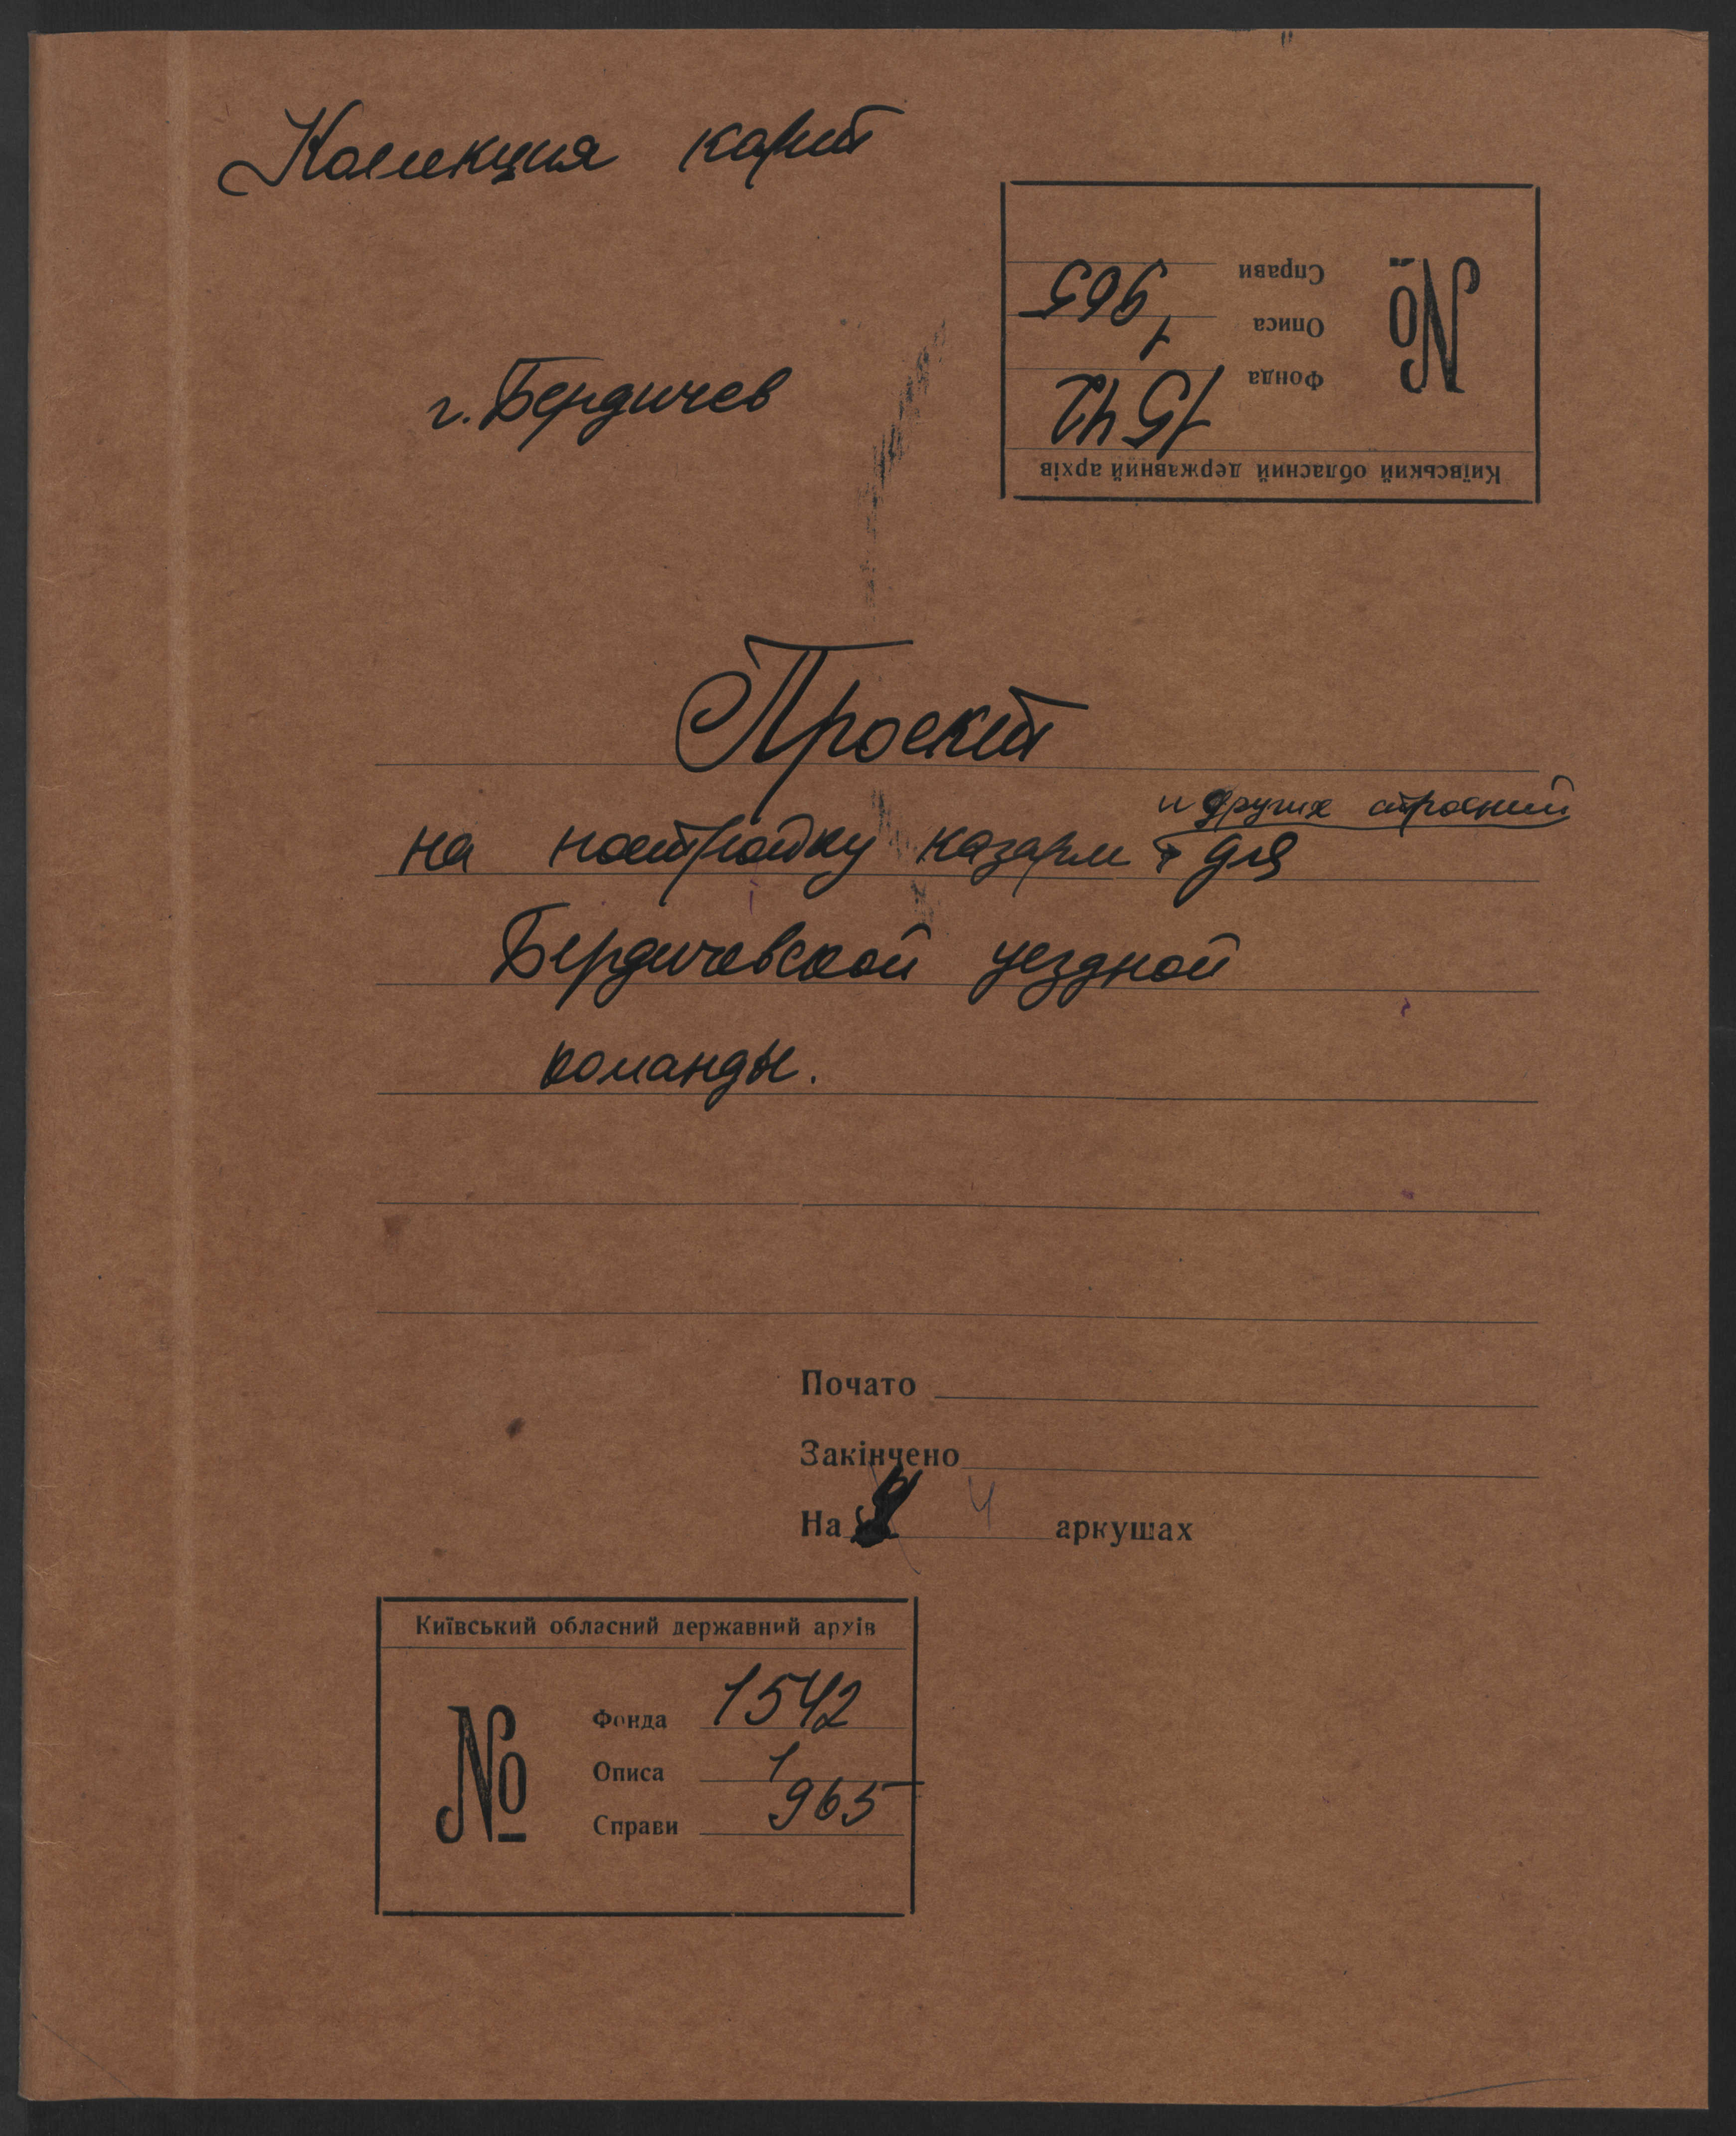 Коллекция карт
Справи 965
Описа 1
Фонда 1542
№
Київський обласний державний архів
г. Бердичев
Проект
и других строений
на постройку казарм для
Бердичевской уездной
команды.
Почато
Закінчено
На 4 аркушах
Київський обласний державний архів
№
Фонда 1542
Описа 1
Справи 965